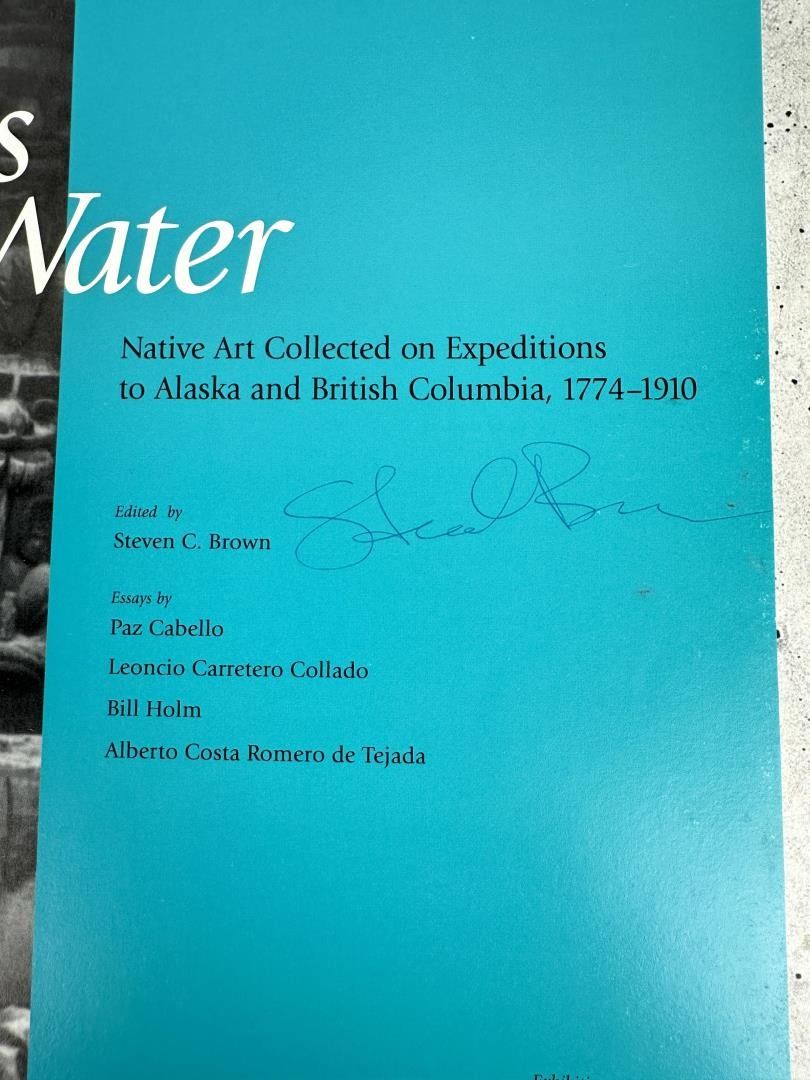 s
Water
Native Art Collected on Expeditions
to Alaska and British Columbia, 1774–1910
Edited by
Steven C. Brown
Essays by
Paz Cabello
Leoncio Carretero Collado
Bill Holm
Alberto Costa Romero de Tejada